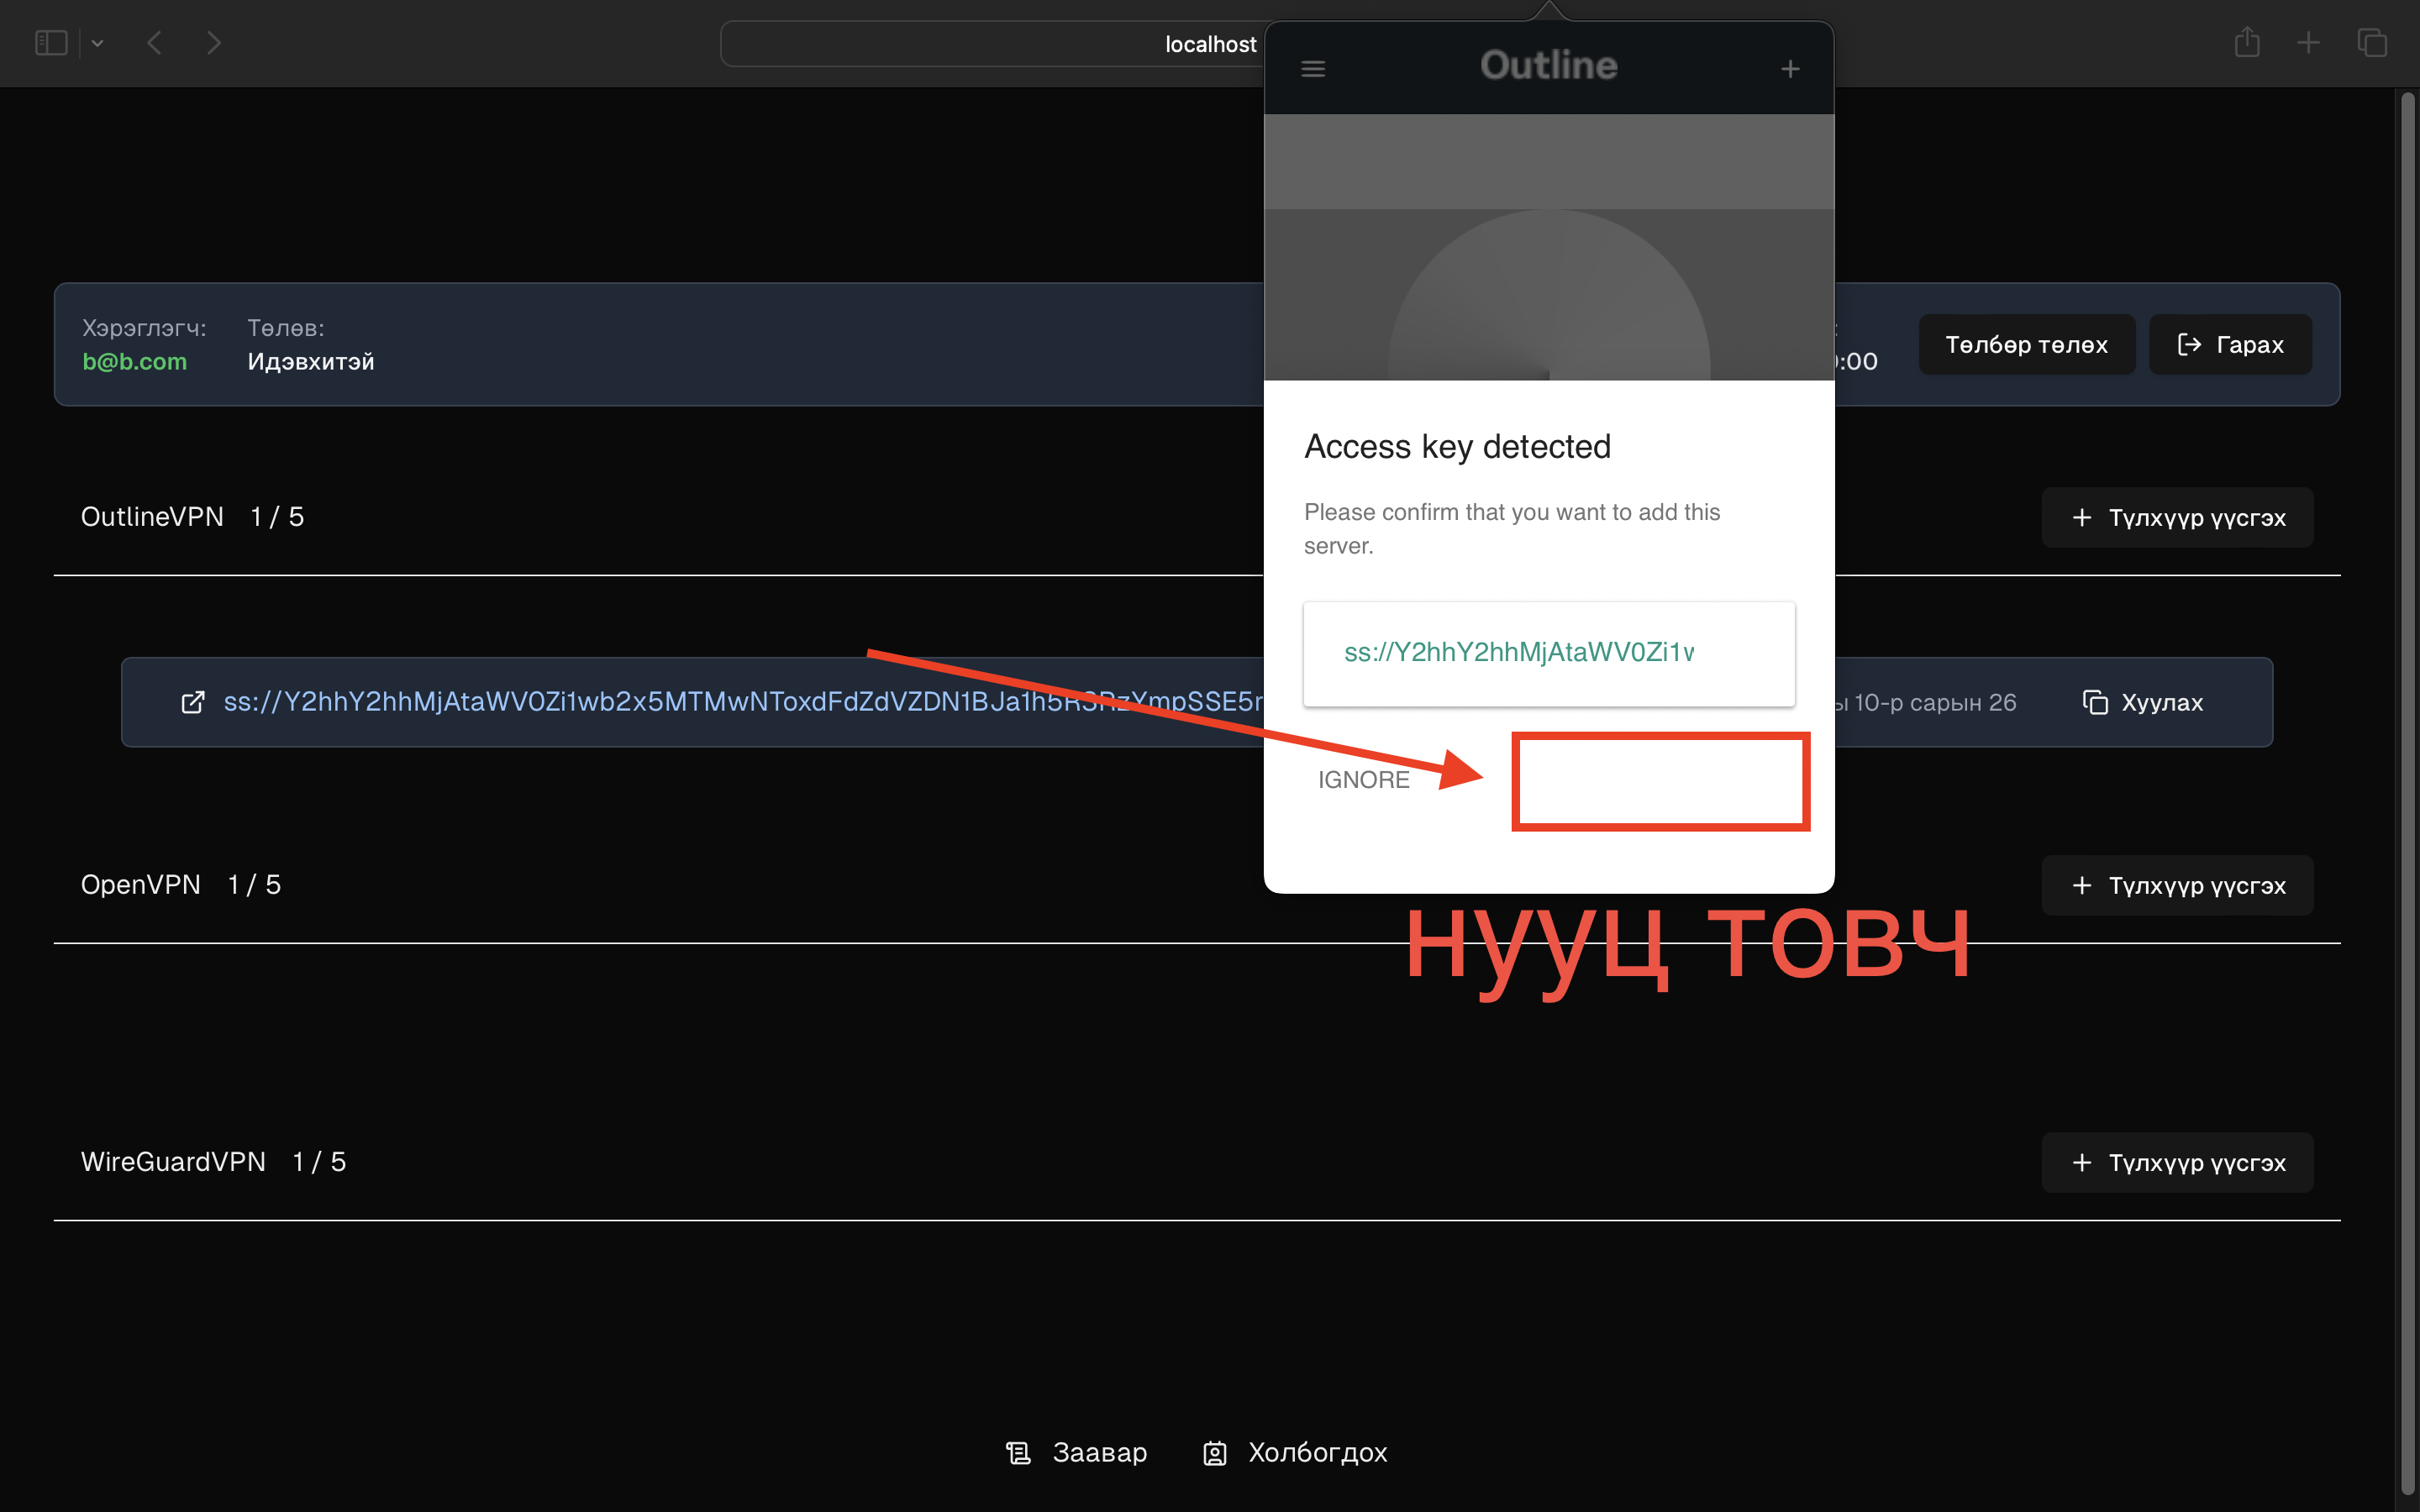 localhost
Outline
Хэрэглэгч:
b@b.com
Төлөв:
Идэвхитэй
:00
Төлбөр төлөх
Гарах
Access key detected
Please confirm that you want to add this
server.
OutlineVPN 1 / 5
+ Түлхүүр үүсгэх
ss://Y2hhY2hhMjAtaWV0Zi1w
ss://Y2hhY2hhMjAtaWV0Zi1wb2x5MTMwNToxdFdZdVZDN1BJa1h5RSRzYmpSSE5r
10-р сарын 26
Хуулах
IGNORE
OpenVPN 1 / 5
+ Түлхүүр үүсгэх
нууц товч
WireGuardVPN 1 / 5
+ Түлхүүр үүсгэх
Заавар
Холбогдох